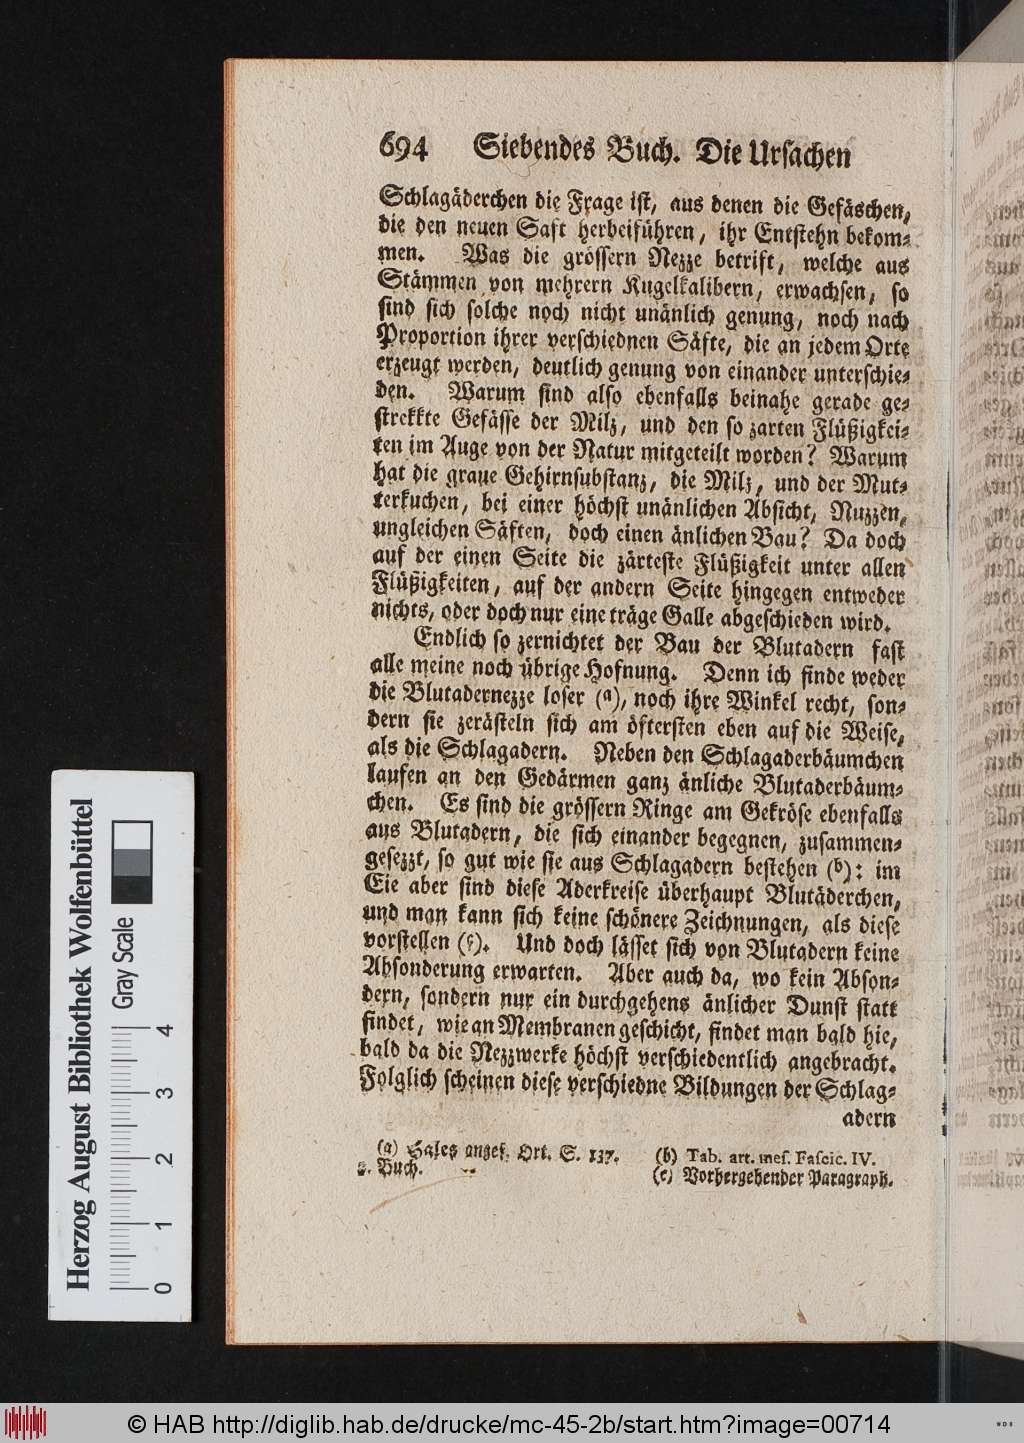 694 Siebendes Buch. Die Ursachen
Schlagäderchen die Frage ist, aus denen die Gefäschen,
die den neuen Saft herbeiführen, ihr Entstehn bekom-
men. Was die grössern Nezze betrift, welche aus
Stämmen von mehrern Kugelkalibern, erwachsen, so
sind sich solche noch nicht unänlich genung, noch nach
Proportion ihrer verschiednen Säfte, die an jedem Orte
erzeugt werden, deutlich genung von einander unterschie-
den. Warum sind also ebenfalls beinahe gerade ge-
strekkte Gefässe der Milz, und den so zarten Flüßigkei-
ten im Auge von der Natur mitgeteilt worden? Warum
hat die graue Gehirnsubstanz, die Milz, und der Mut-
terkuchen, bei einer höchst unänlichen Absicht, Nuzzen,
ungleichen Säften, doch einen änlichen Bau? Da doch
auf der einen Seite die zärteste Flüßigkeit unter allen
Flüßigkeiten, auf der andern Seite hingegen entweder
nichts, oder doch nur eine träge Galle abgeschieden wird.
Endlich so zernichtet der Bau der Blutadern fast
alle meine noch übrige Hofnung. Denn ich finde weder
die Blutadernezze loser (a), noch ihre Winkel recht, son-
dern sie zerästeln sich am öftersten eben auf die Weise,
als die Schlagadern. Neben den Schlagaderbäumchen
laufen an den Gedärmen ganz änliche Blutaderbäum-
chen. Es sind die grössern Ringe am Gekröse ebenfalls
aus Blutadern, die sich einander begegnen, zusammen-
gesezzt, so gut wie sie aus Schlagadern bestehen (b): im
Eie aber sind diese Aderkreise überhaupt Blutäderchen,
und man kann sich keine schönere Zeichnungen, als diese
vorstellen (c). Und doch lässet sich von Blutadern keine
Absonderung erwarten. Aber auch da, wo kein Abson-
dern, sondern nur ein durchgehens änlicher Dunst statt
findet, wie an Membranen geschicht, findet man bald hie,
bald da die Nezzwerke höchst verschiedentlich angebracht.
Folglich scheinen diese verschiedne Bildungen der Schlag-
adern
(a) Hales angef. Ort. S. 137.
2. Buch.
(b) Tab. art. mes. Fascic. IV.
(c) Vorhergehender Paragraph.
Herzog August Bibliothek Wolfenbüttel
Gray Scale
0 1 2 3 4
© HAB http://diglib.hab.de/drucke/mc-45-2b/start.htm?image=00714